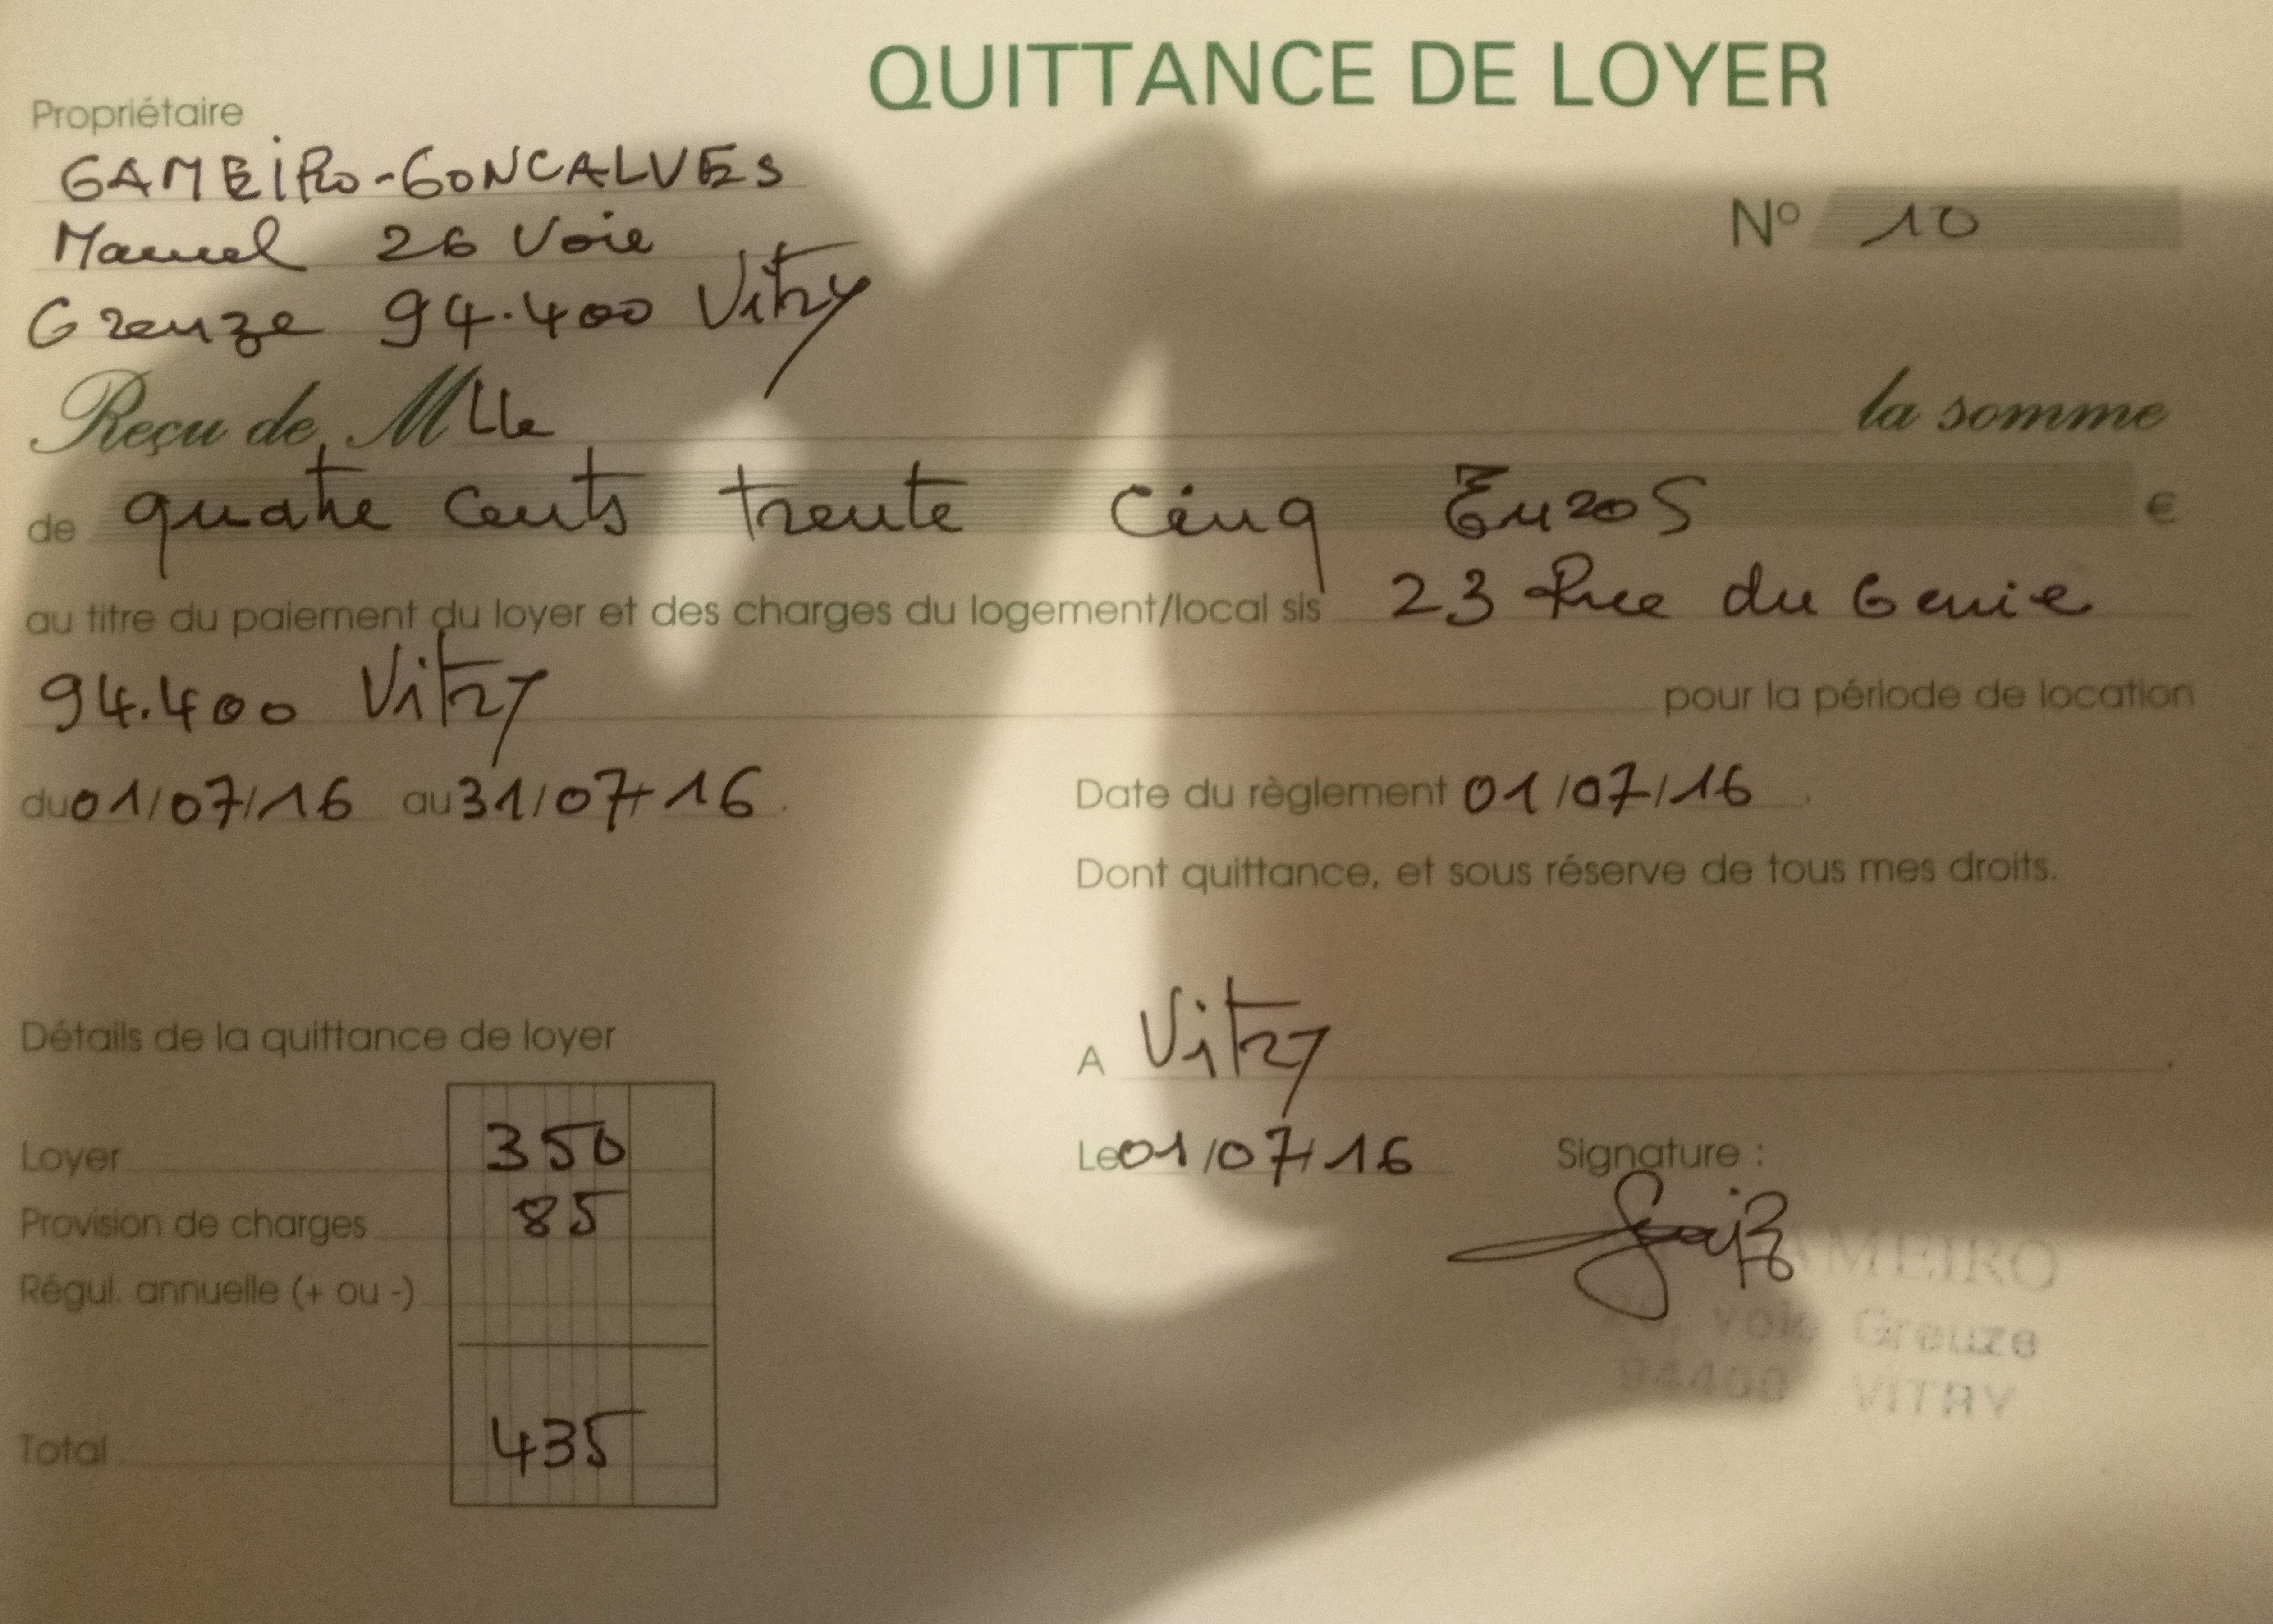 QUITTANCE DE LOYER
Propriétaire
GAMEIRO-GONCALVES
Manuel 26 Voie
Greuze 94.400 Vitry
N° 10
Reçu de Mlle la somme
de quatre cents trente cinq Euros €
au titre du paiement du loyer et des charges du logement/local sis 23 Rue du Genie
94.400 Vitry pour la période de location
du 01/07/16 au 31/07/16
Date du règlement 01/07/16
Dont quittance, et sous réserve de tous mes droits.
Détails de la quittance de loyer
A Vitry
Le 01/07/16 Signature :
Loyer 350
Provision de charges 85
Régul. annuelle (+ ou -)
Total 435
GAMEIRO
26, voie Greuze
94400 VITRY